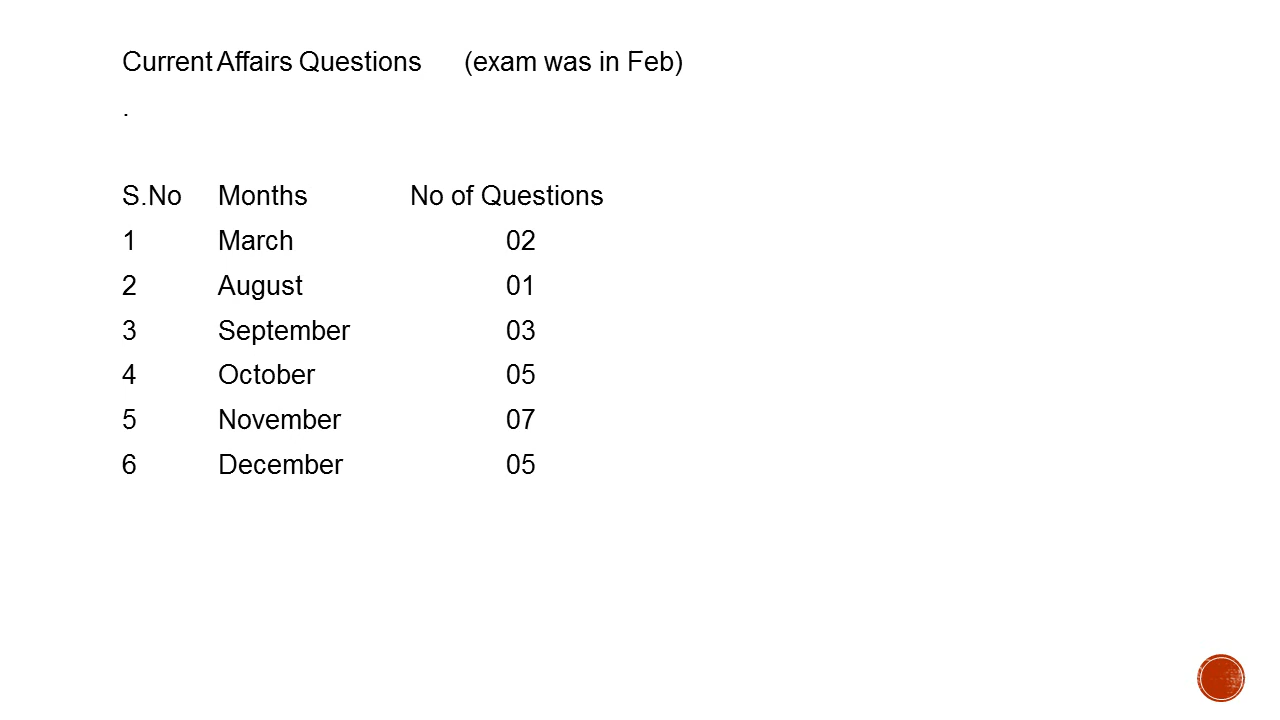 Current Affairs Questions (exam was in Feb)
.
S.No Months No of Questions
1 March 02
2 August 01
3 September 03
4 October 05
5 November 07
6 December 05